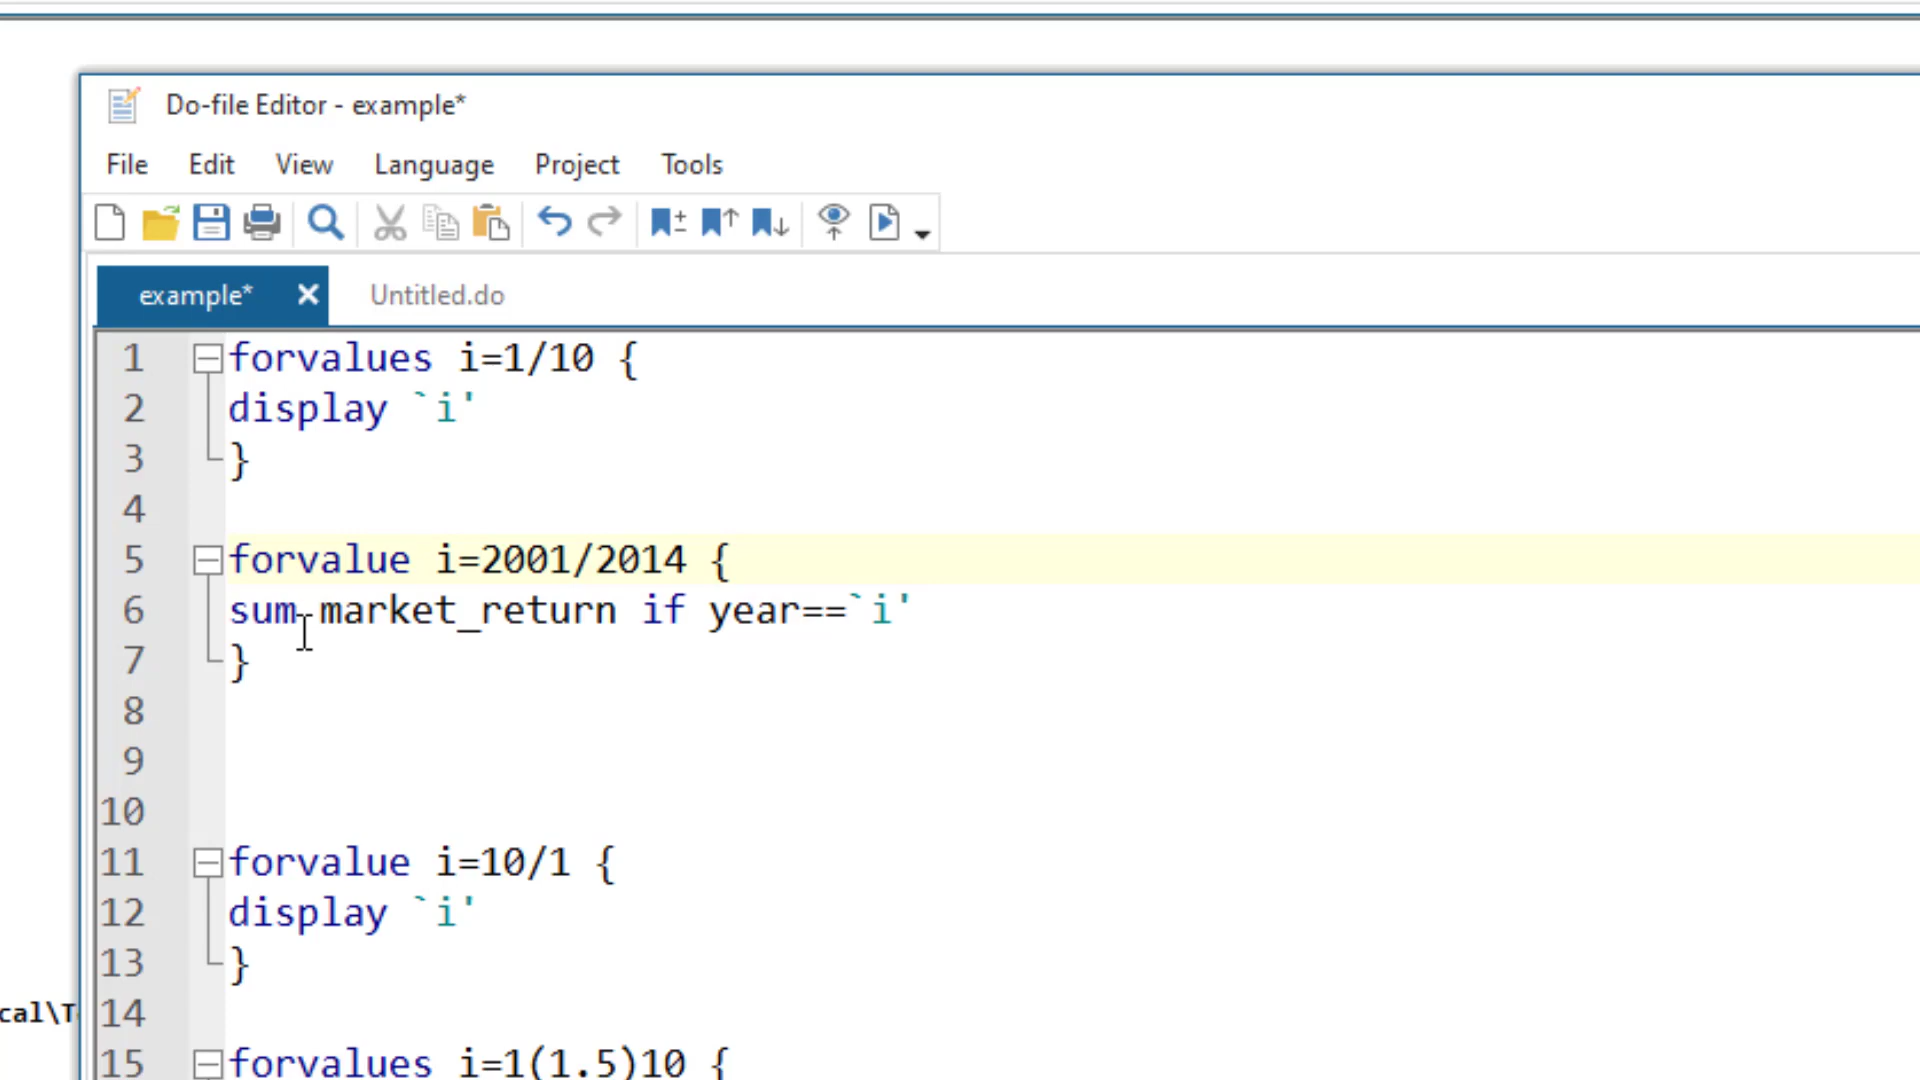 Do-file Editor - example*
File Edit View Language Project Tools
example* Untitled.do
1 forvalues i=1/10 {
2 display `i'
3 }
4
5 forvalue i=2001/2014 {
6 sum market_return if year==`i'
7 }
8
9
10
11 forvalue i=10/1 {
12 display `i'
13 }
cal\T
14
15 forvalues i=1(1.5)10 {